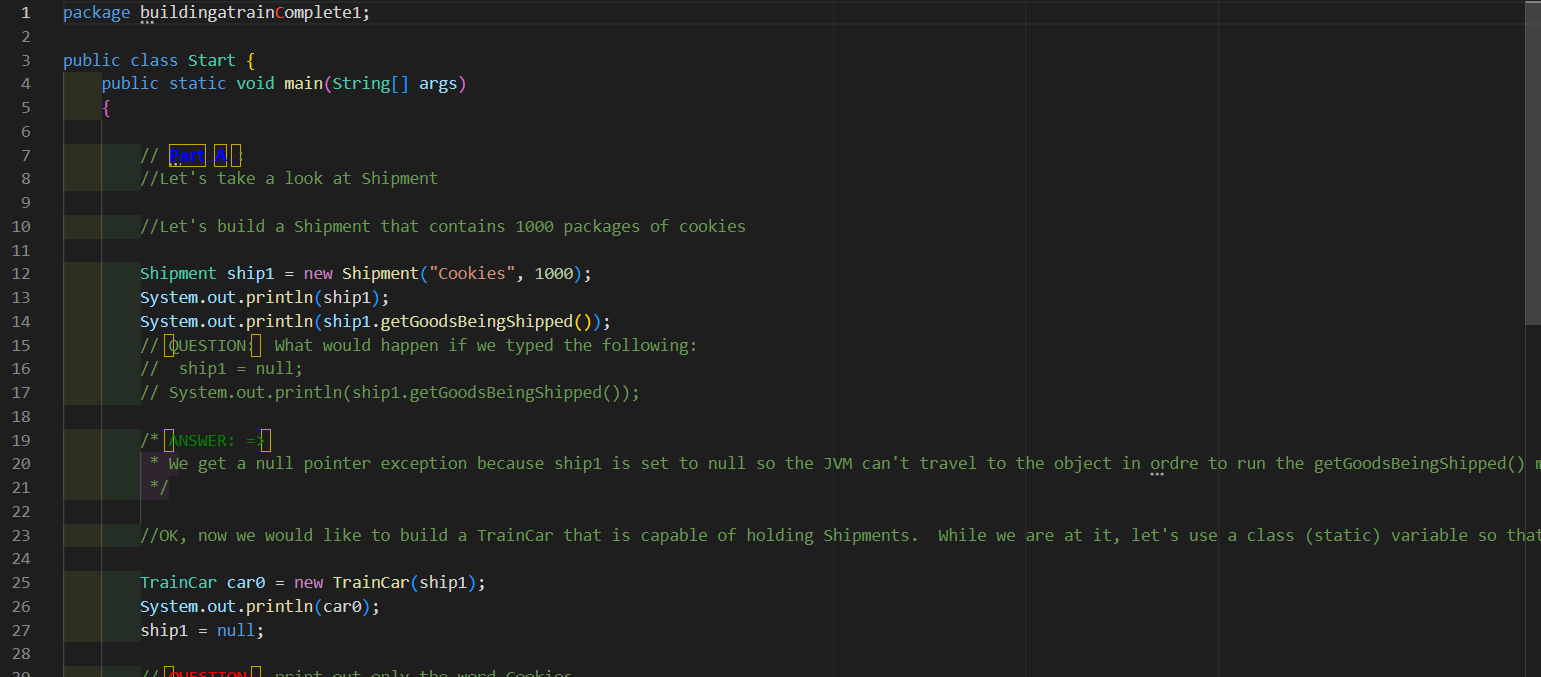 1 package buildingatrainComplete1;
2
3 public class Start {
4 public static void main(String[] args)
5 {
6
7 // Part A :
8 //Let's take a look at Shipment
9
10 //Let's build a Shipment that contains 1000 packages of cookies
11
12 Shipment ship1 = new Shipment("Cookies", 1000);
13 System.out.println(ship1);
14 System.out.println(ship1.getGoodsBeingShipped());
15 // QUESTION: What would happen if we typed the following:
16 //  ship1 = null;
17 // System.out.println(ship1.getGoodsBeingShipped());
18
19 /* ANSWER: =>
20 * We get a null pointer exception because ship1 is set to null so the JVM can't travel to the object in ordre to run the getGoodsBeingShipped()
21 */
22
23 //OK, now we would like to build a TrainCar that is capable of holding Shipments.  While we are at it, let's use a class (static) variable so that
24
25 TrainCar car0 = new TrainCar(ship1);
26 System.out.println(car0);
27 ship1 = null;
28
29 // QUESTION: print out only the word Cookies